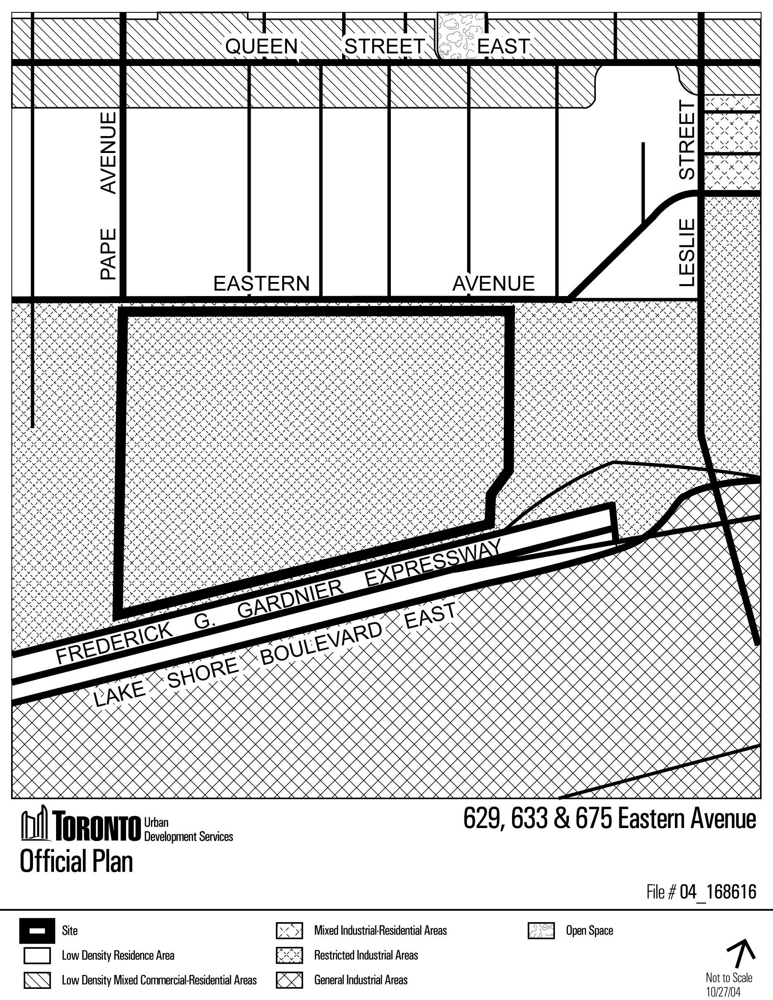 QUEEN STREET EAST
PAPE AVENUE
LESLIE STREET
EASTERN AVENUE
FREDERICK G. GARDNIER EXPRESSWAY
LAKE SHORE BOULEVARD EAST
TORONTO Urban
Development Services
Official Plan
629, 633 & 675 Eastern Avenue
File # 04_168616
Site
Low Density Residence Area
Low Density Mixed Commercial-Residential Areas
Mixed Industrial-Residential Areas
Restricted Industrial Areas
General Industrial Areas
Open Space
Not to Scale
10/27/04